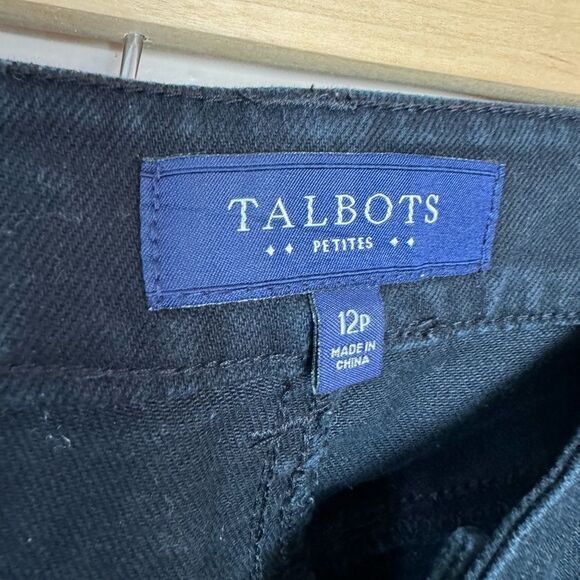 TALBOTS
PETITES
12P
MADE IN
CHINA